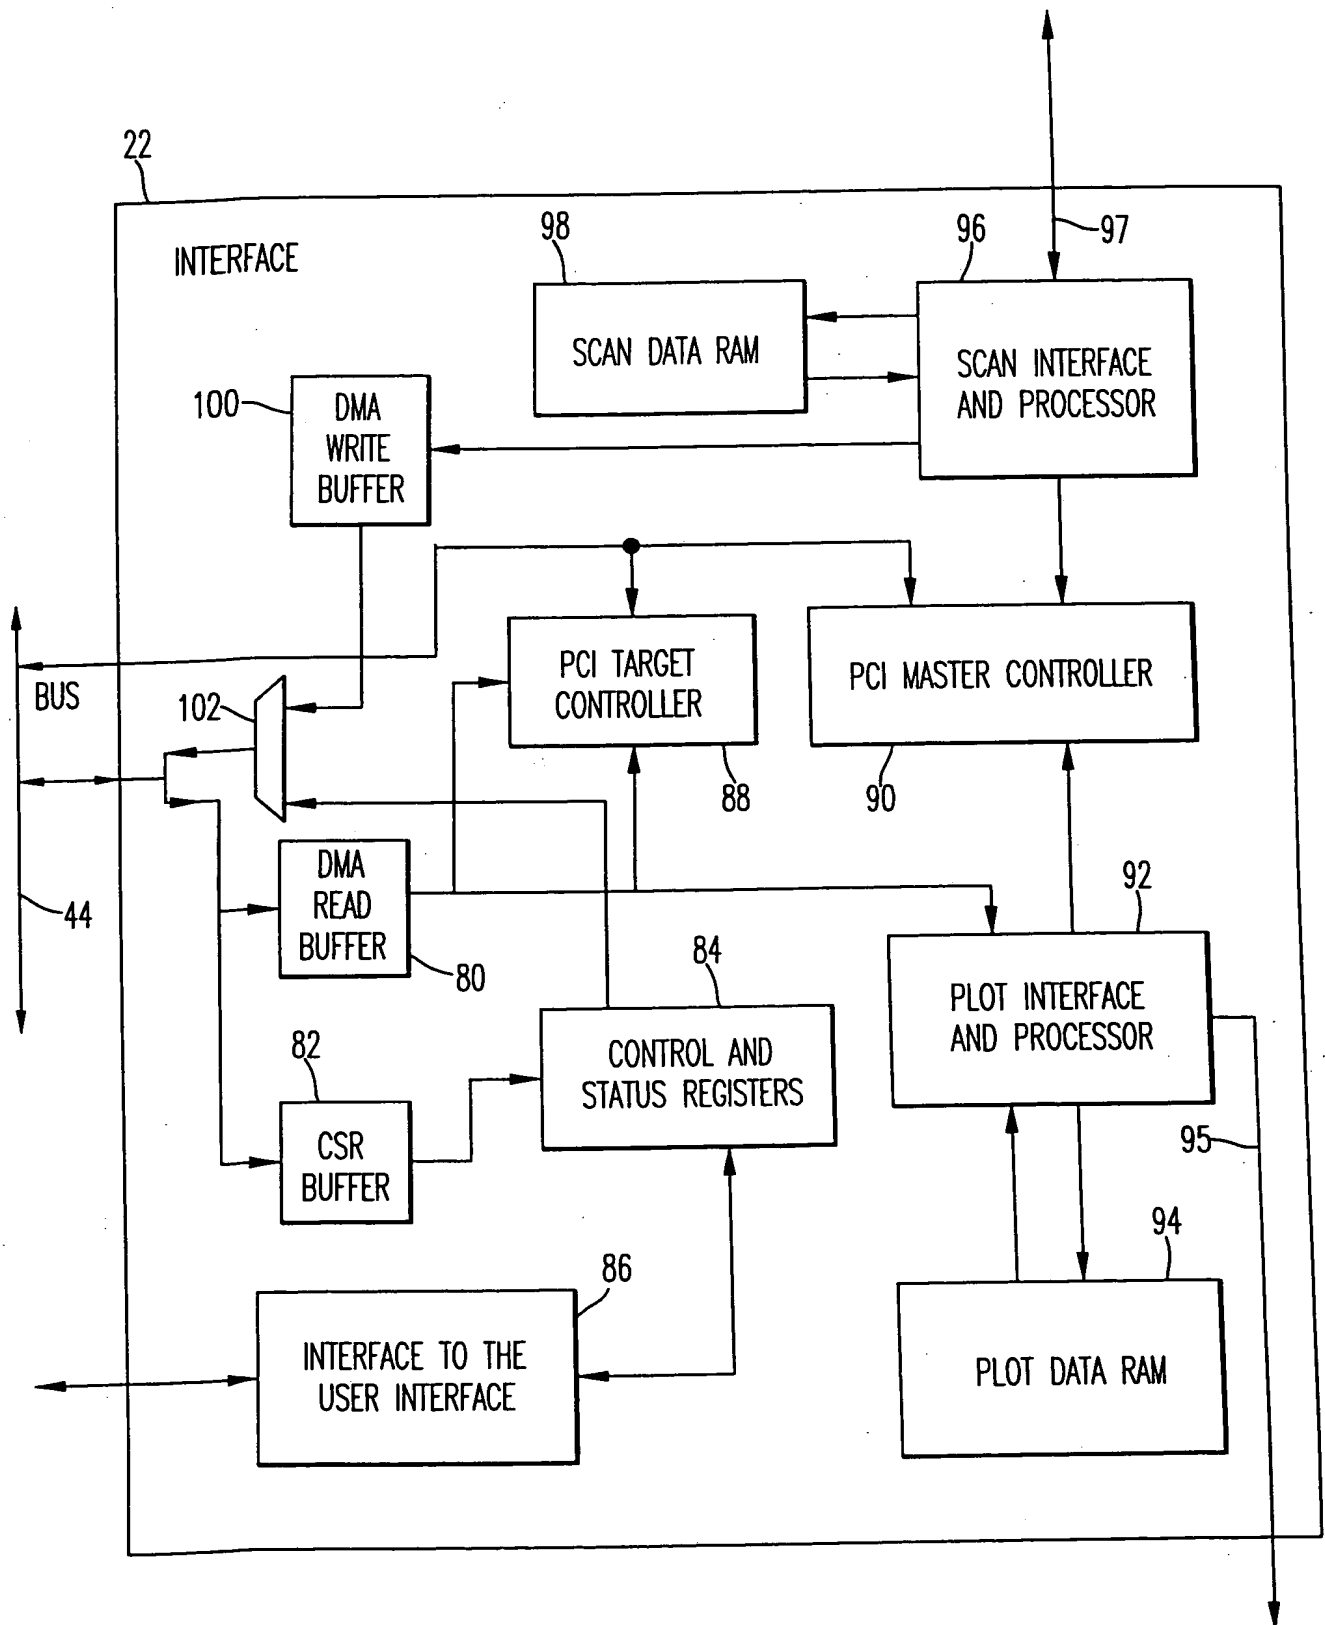 22
INTERFACE
98
96
97
SCAN DATA RAM
SCAN INTERFACE
AND PROCESSOR
100
DMA
WRITE
BUFFER
BUS
102
PCI TARGET
CONTROLLER
88
PCI MASTER CONTROLLER
90
44
DMA
READ
BUFFER
80
92
84
PLOT INTERFACE
AND PROCESSOR
82
CONTROL AND
STATUS REGISTERS
CSR
BUFFER
95
94
86
INTERFACE TO THE
USER INTERFACE
PLOT DATA RAM